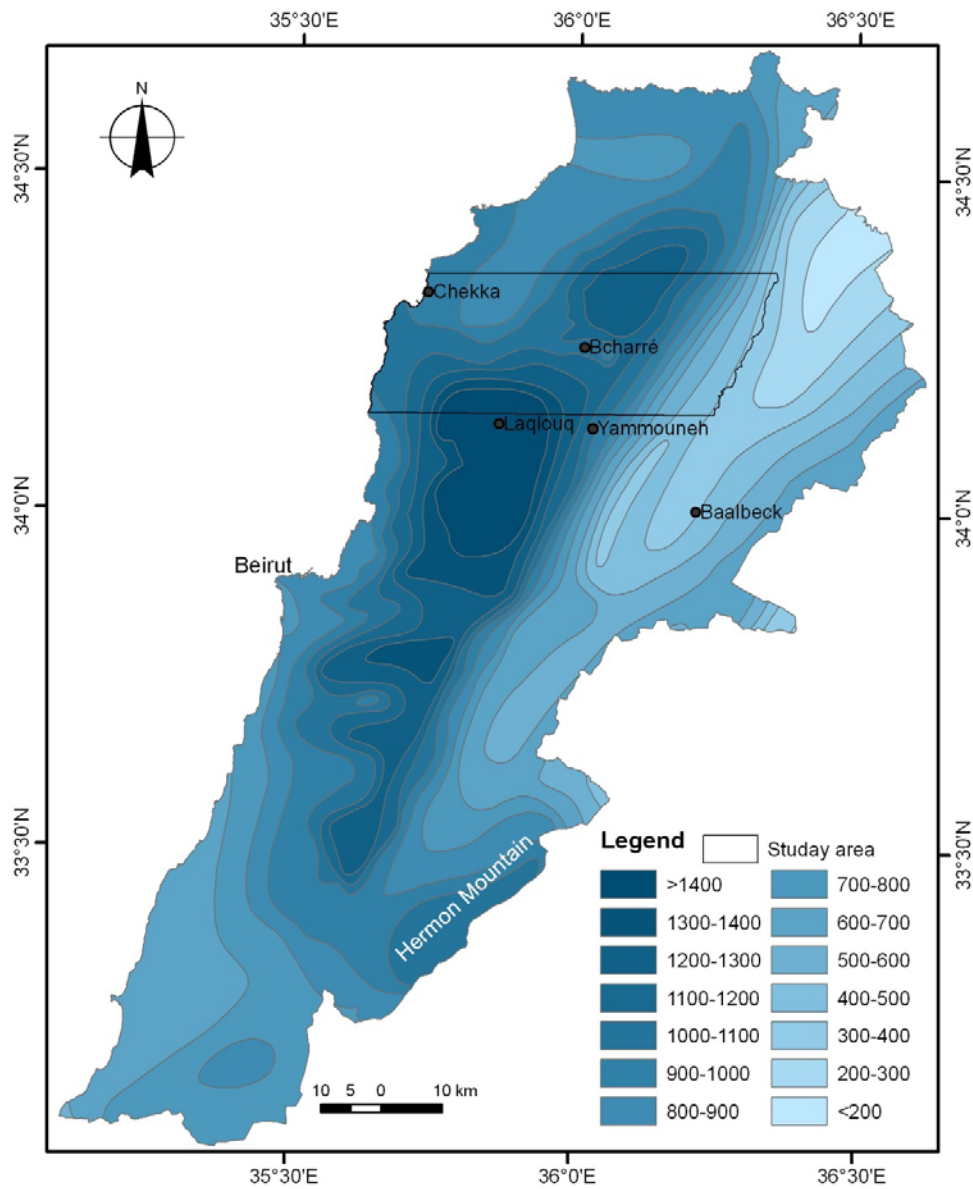 35°30'E 36°0'E 36°30'E
N
34°30'N
34°30'N
Chekka
Bcharré
Laqlouq
Yammouneh
34°0'N
Baalbeck
34°0'N
Beirut
33°30'N
33°30'N
Hermon Mountain
Legend
Studay area
>1400
700-800
1300-1400
600-700
1200-1300
500-600
1100-1200
400-500
1000-1100
300-400
900-1000
200-300
800-900
<200
10 5 0 10 km
35°30'E 36°0'E 36°30'E